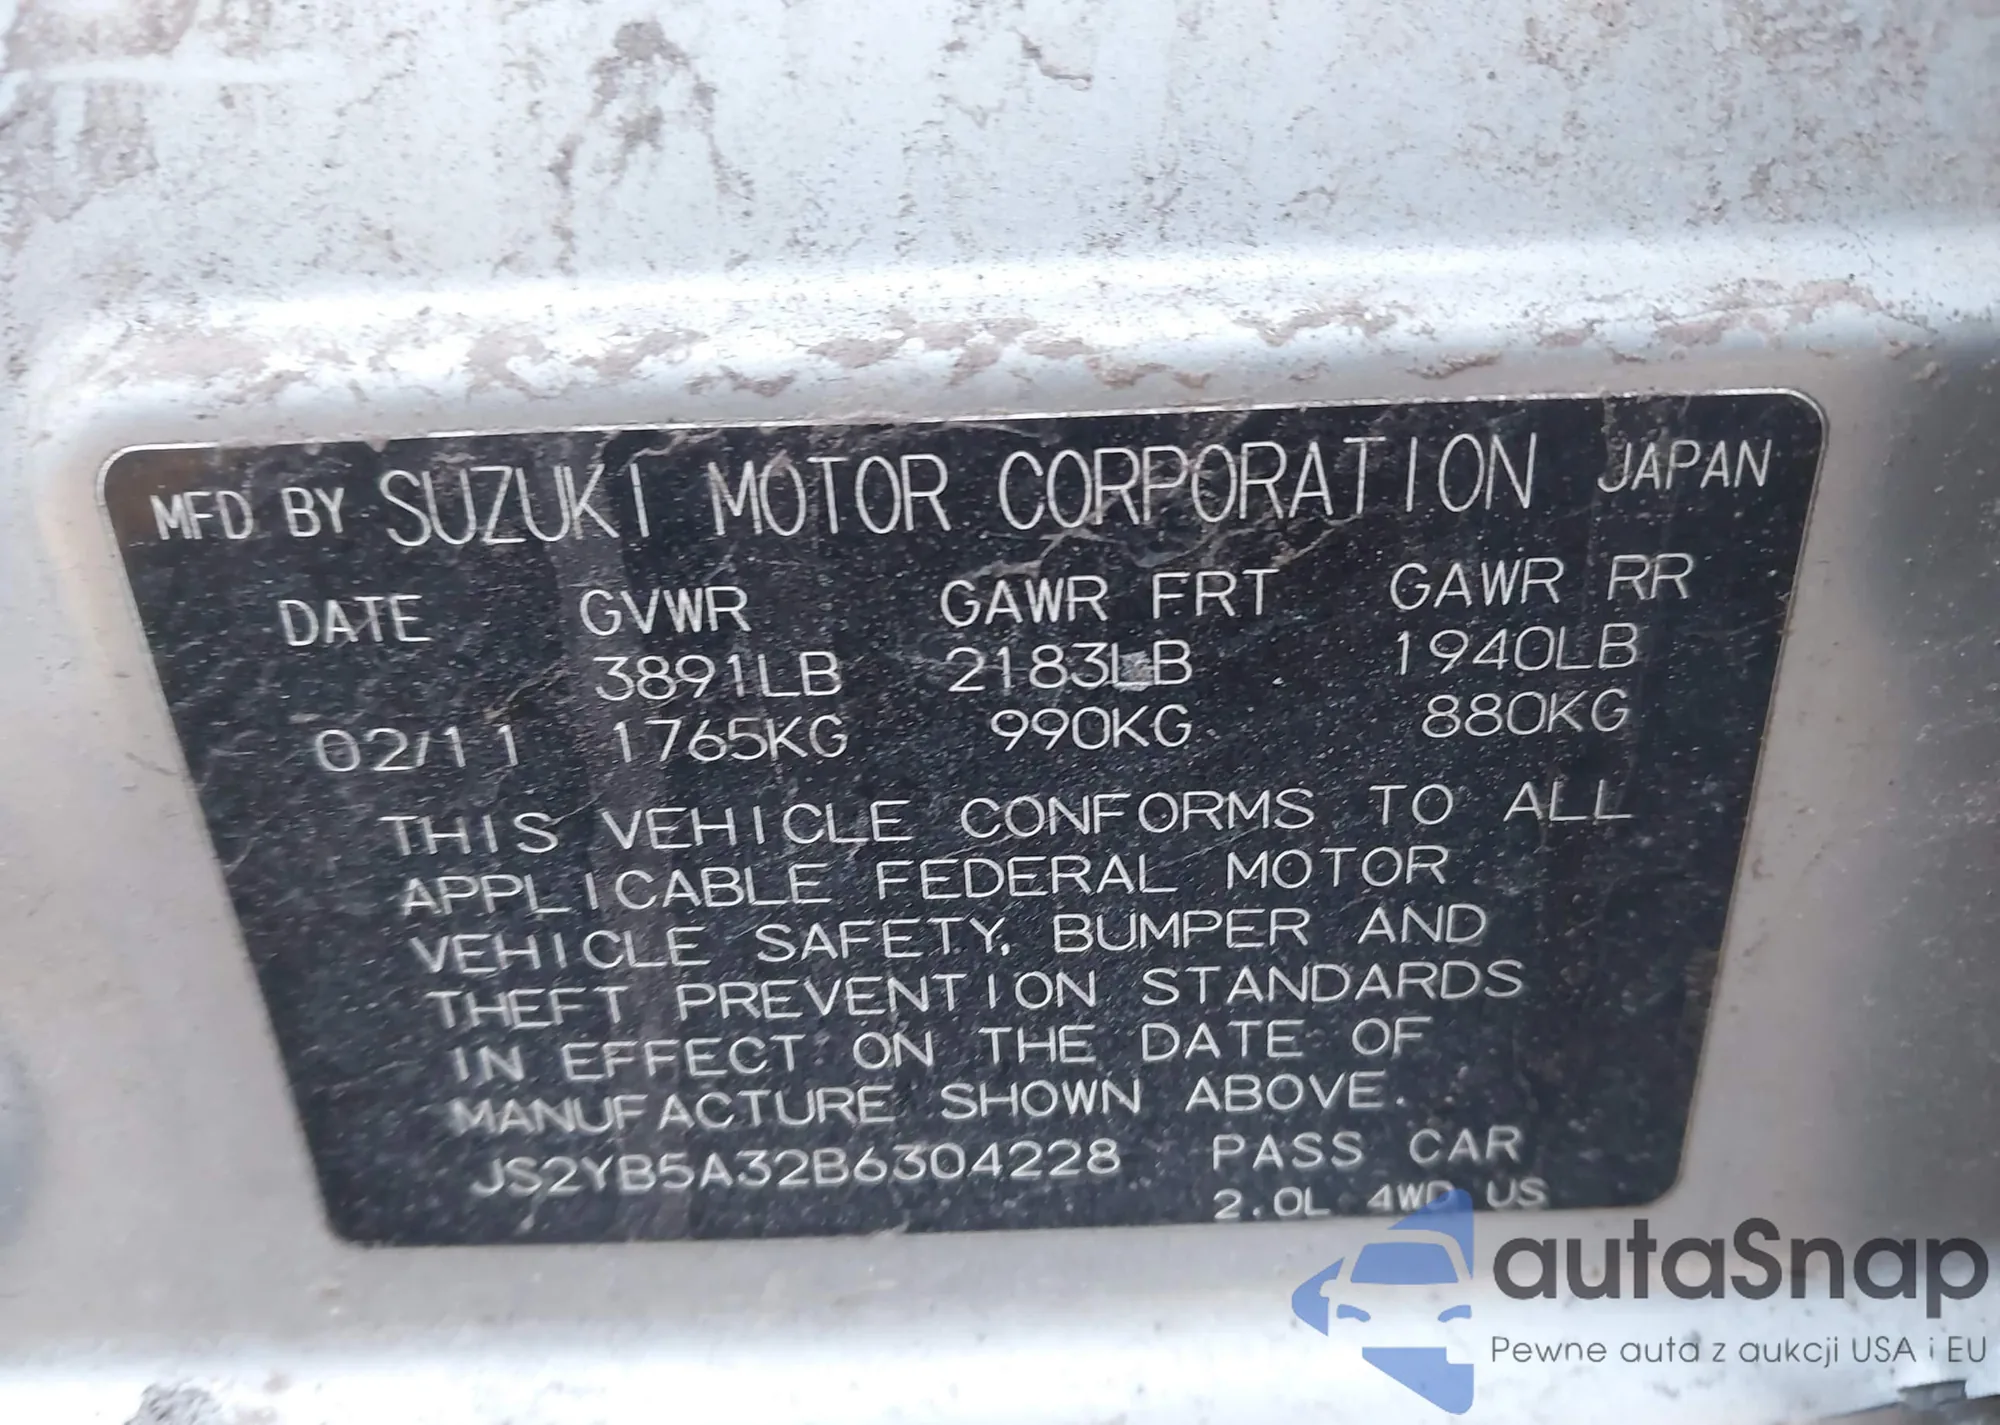 MFD BY SUZUKI MOTOR CORPORATION JAPAN
DATE GVWR GAWR FRT GAWR RR
3891LB 2183LB 1940LB
02/11 1765KG 990KG 880KG
THIS VEHICLE CONFORMS TO ALL
APPLICABLE FEDERAL MOTOR
VEHICLE SAFETY, BUMPER AND
THEFT PREVENTION STANDARDS
IN EFFECT ON THE DATE OF
MANUFACTURE SHOWN ABOVE.
JS2YB5A32B6304228 PASS CAR
2.0L 4WD US
autaSnap
Pewne auta z aukcji USA i EU